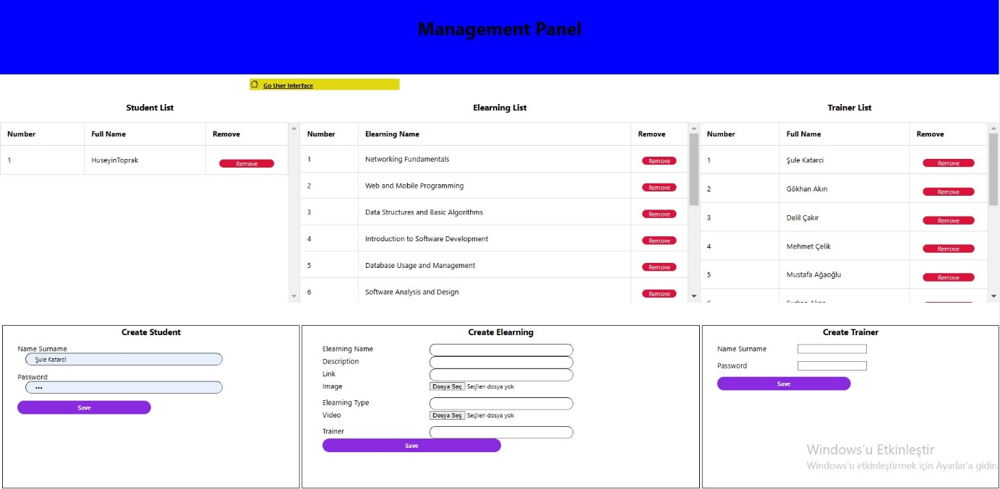 Management Panel
Go User Interface
Student List
Number Full Name Remove
1 HuseyinToprak Remove
Elearning List
Number Elearning Name Remove
1 Networking Fundamentals Remove
2 Web and Mobile Programming Remove
3 Data Structures and Basic Algorithms Remove
4 Introduction to Software Development Remove
5 Database Usage and Management Remove
6 Software Analysis and Design Remove
Trainer List
Number Full Name Remove
1 Şule Katarci Remove
2 Gökhan Akın Remove
3 Delil Çakır Remove
4 Mehmet Çelik Remove
5 Mustafa Ağaoğlu Remove
Create Student
Name Surname
Şule Katarci
Password
•••
Save
Create Elearning
Elearning Name
Description
Link
Image Dosya Seç Seçilen dosya yok
Elearning Type
Video Dosya Seç Seçilen dosya yok
Trainer
Save
Create Trainer
Name Surname
Password
Save
Windows'u Etkinleştir
Windows'u etkinleştirmek için Ayarlar'a gidin.